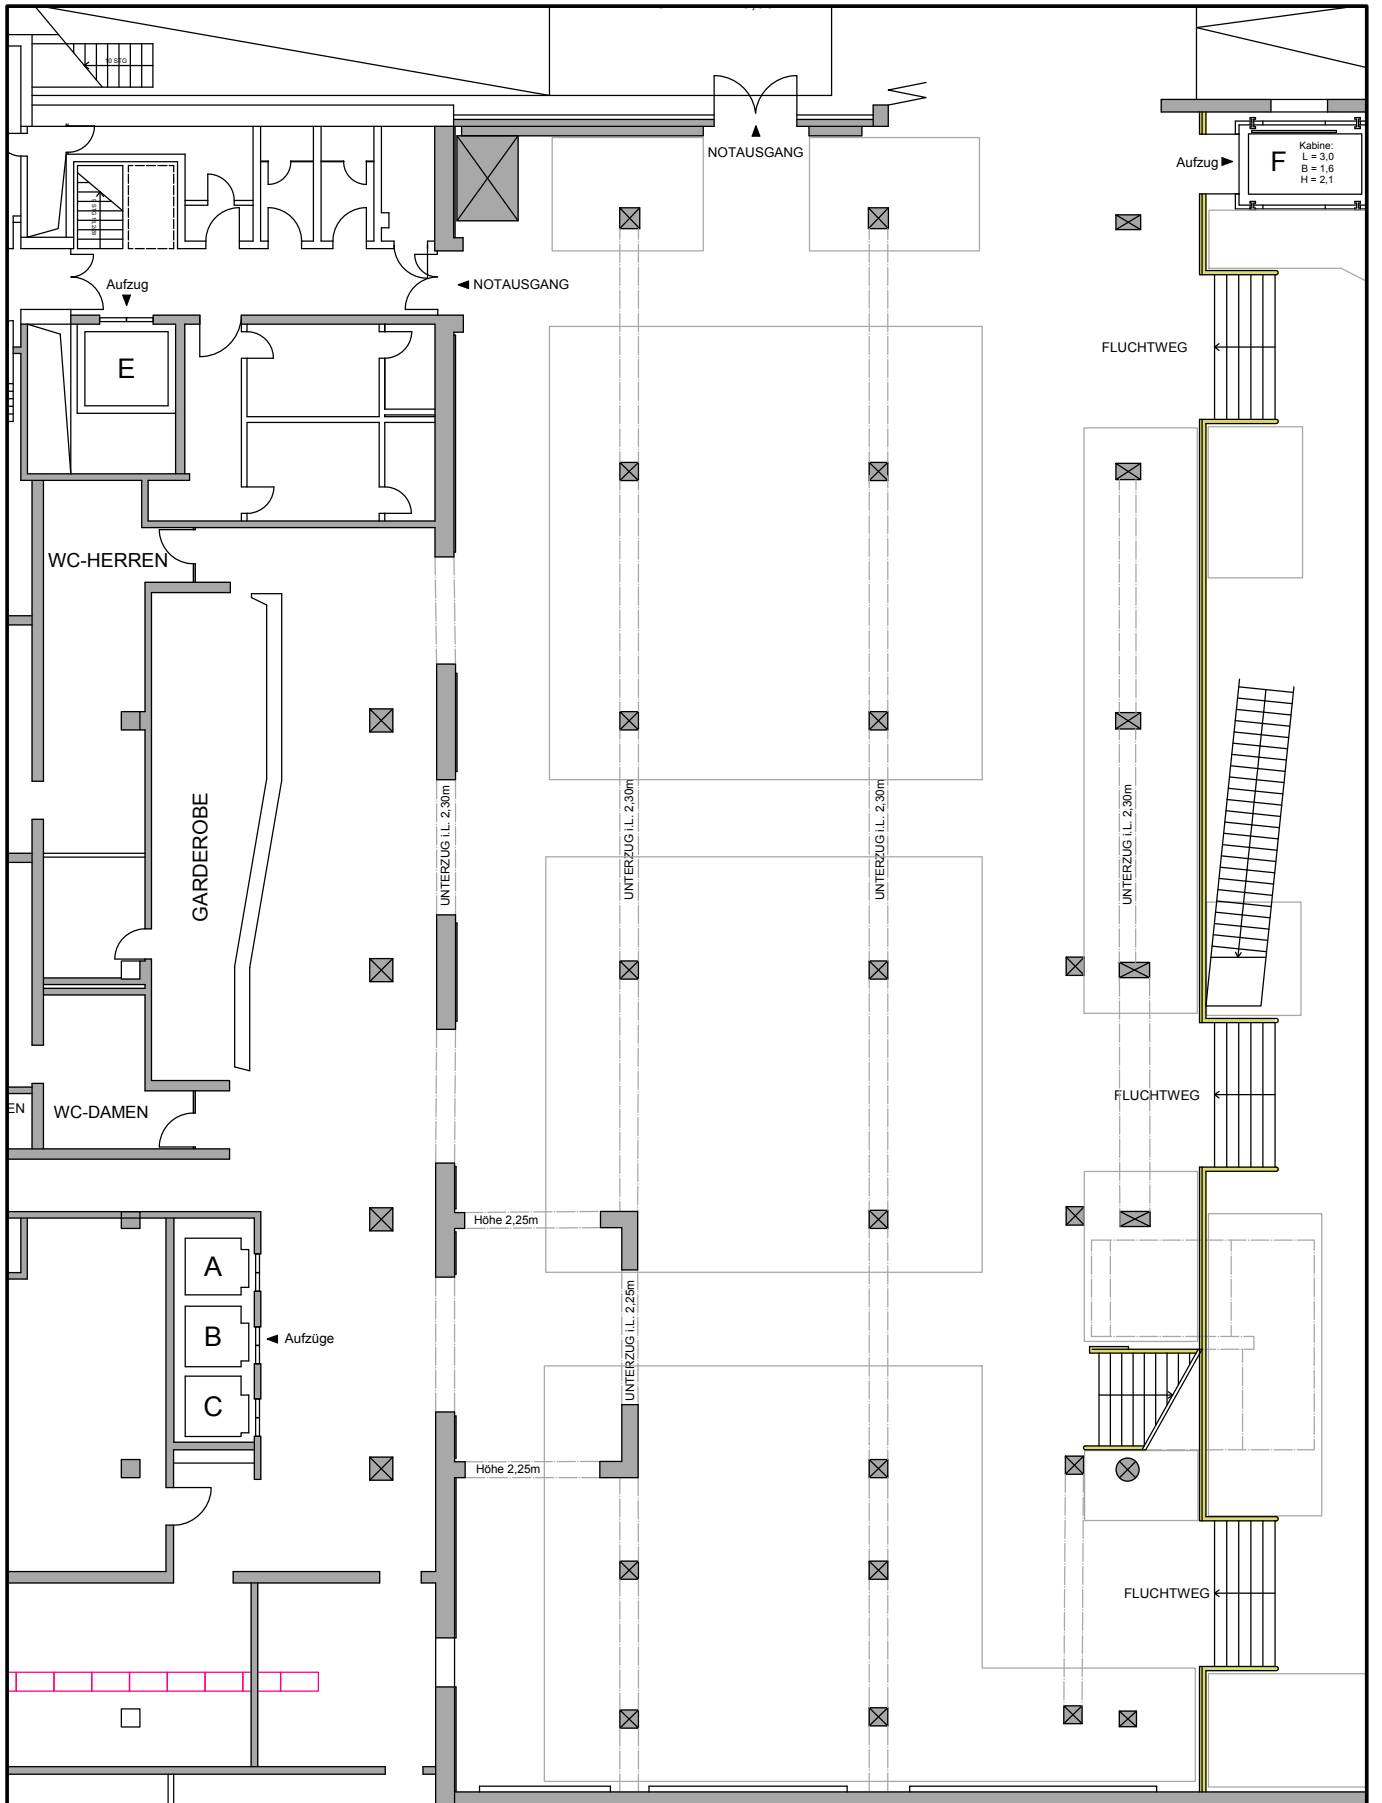 10 STG
NOTAUSGANG
Aufzug
F
Kabine:
L = 3,0
B = 1,6
H = 2,1
Aufzug
NOTAUSGANG
E
FLUCHTWEG
WC-HERREN
GARDEROBE
UNTERZUG i.L. 2,30m
UNTERZUG i.L. 2,30m
UNTERZUG i.L. 2,30m
UNTERZUG i.L. 2,30m
EN
WC-DAMEN
FLUCHTWEG
Höhe 2,25m
A
B
C
Aufzüge
UNTERZUG i.L. 2,25m
Höhe 2,25m
FLUCHTWEG